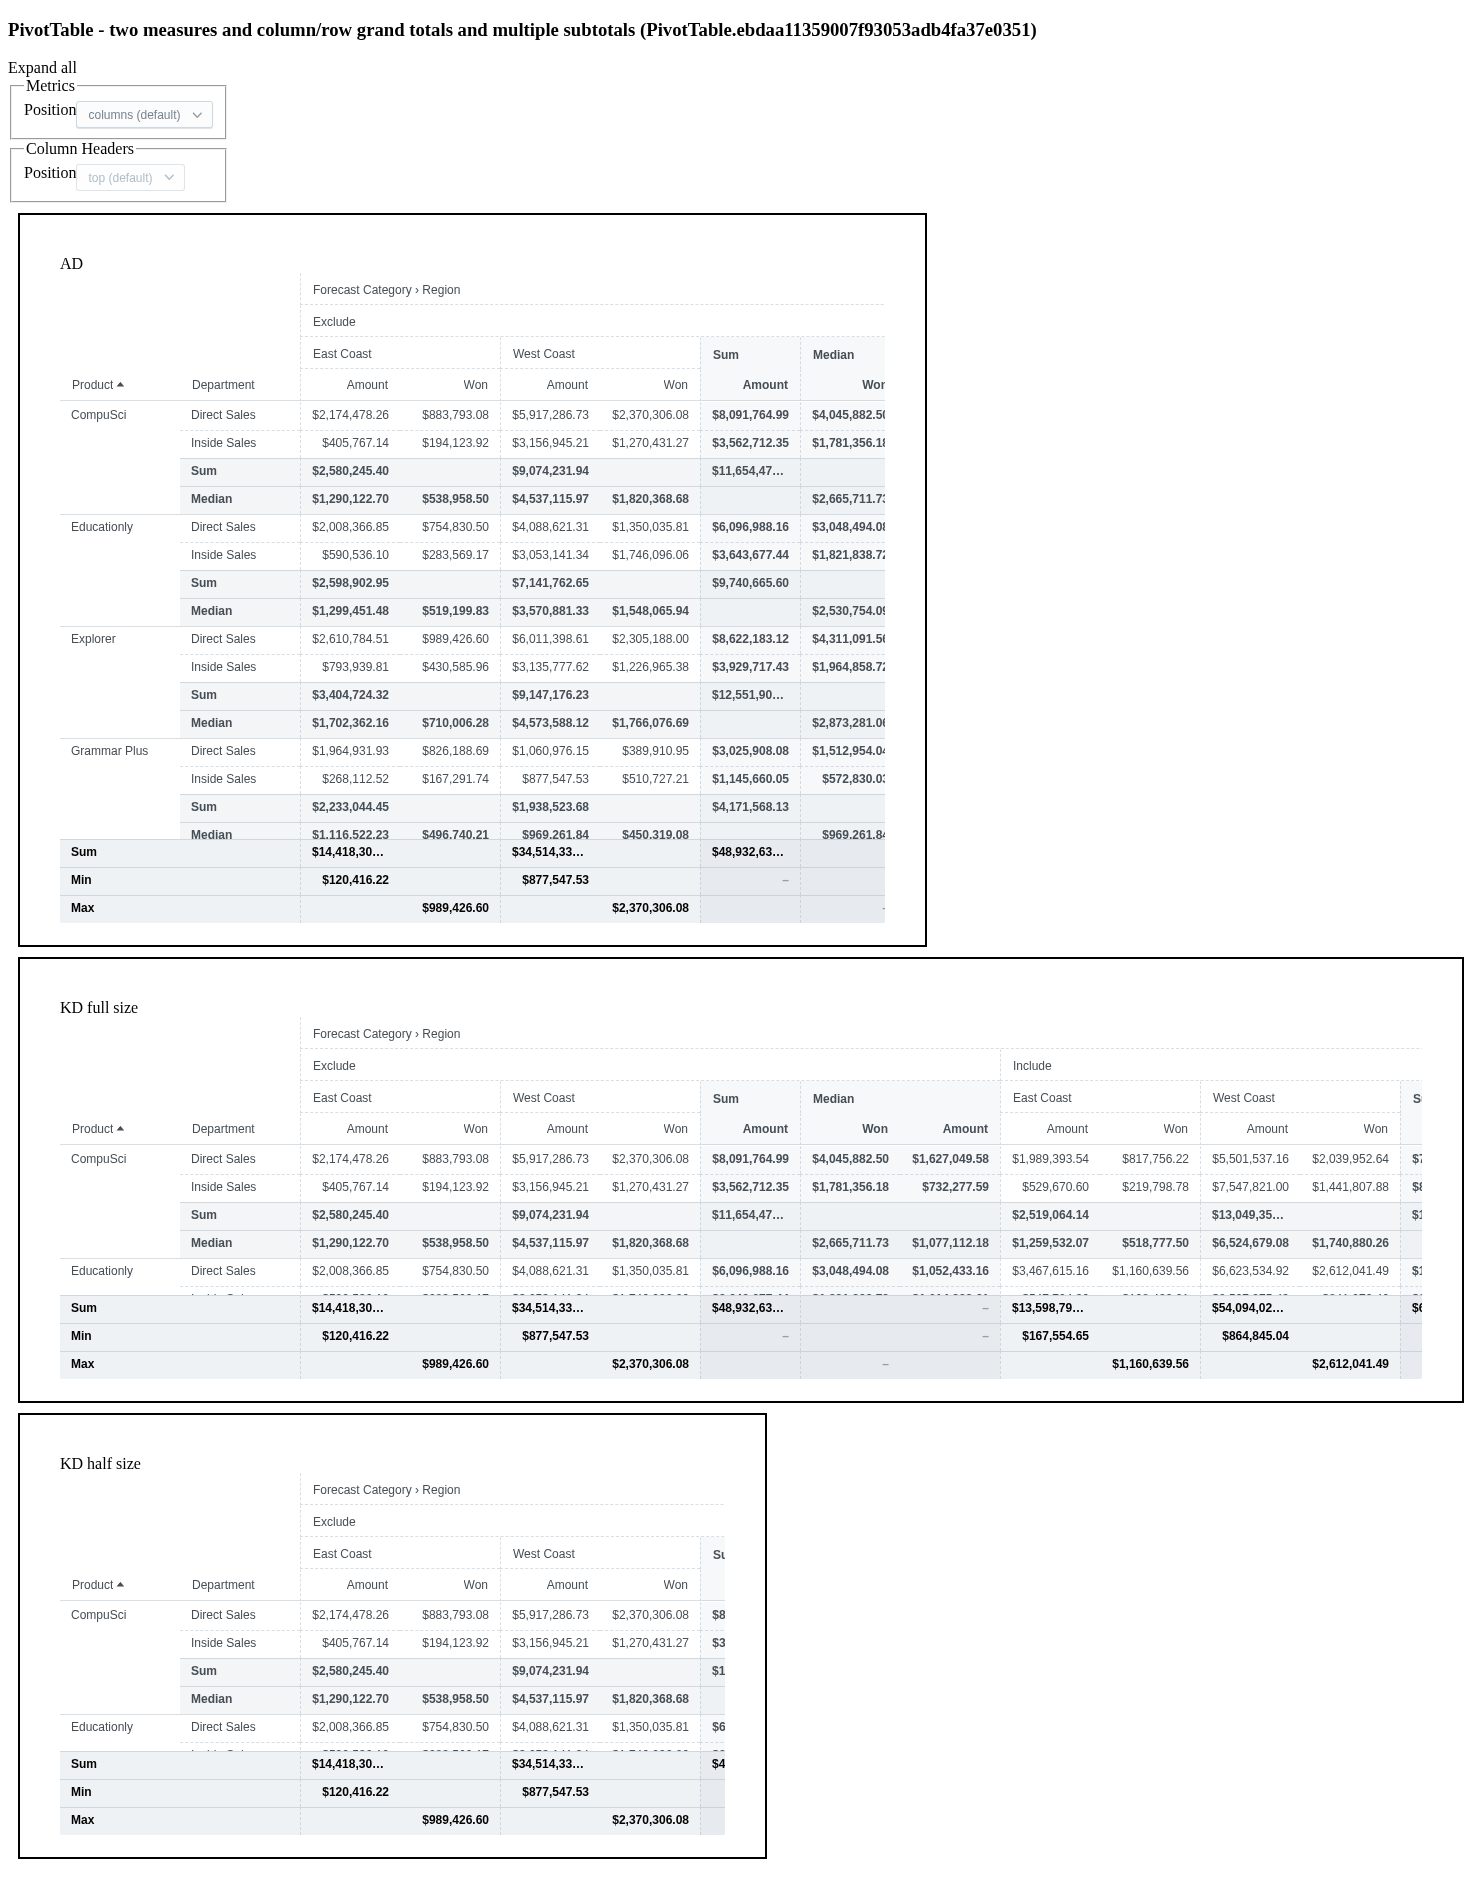 PivotTable - two measures and column/row grand totals and multiple subtotals (PivotTable.ebdaa11359007f93053adb4fa37e0351)
Expand all
Metrics
Position columns (default)
Column Headers
Position top (default)
AD
Forecast Category › Region
Exclude
East Coast West Coast Sum Median
Product Department Amount Won Amount Won Amount Won
CompuSci Direct Sales $2,174,478.26 $883,793.08 $5,917,286.73 $2,370,306.08 $8,091,764.99 $4,045,882.50
Inside Sales $405,767.14 $194,123.92 $3,156,945.21 $1,270,431.27 $3,562,712.35 $1,781,356.18
Sum $2,580,245.40 $9,074,231.94 $11,654,47…
Median $1,290,122.70 $538,958.50 $4,537,115.97 $1,820,368.68 $2,665,711.73
Educationly Direct Sales $2,008,366.85 $754,830.50 $4,088,621.31 $1,350,035.81 $6,096,988.16 $3,048,494.08
Inside Sales $590,536.10 $283,569.17 $3,053,141.34 $1,746,096.06 $3,643,677.44 $1,821,838.72
Sum $2,598,902.95 $7,141,762.65 $9,740,665.60
Median $1,299,451.48 $519,199.83 $3,570,881.33 $1,548,065.94 $2,530,754.09
Explorer Direct Sales $2,610,784.51 $989,426.60 $6,011,398.61 $2,305,188.00 $8,622,183.12 $4,311,091.56
Inside Sales $793,939.81 $430,585.96 $3,135,777.62 $1,226,965.38 $3,929,717.43 $1,964,858.72
Sum $3,404,724.32 $9,147,176.23 $12,551,90…
Median $1,702,362.16 $710,006.28 $4,573,588.12 $1,766,076.69 $2,873,281.06
Grammar Plus Direct Sales $1,964,931.93 $826,188.69 $1,060,976.15 $389,910.95 $3,025,908.08 $1,512,954.04
Inside Sales $268,112.52 $167,291.74 $877,547.53 $510,727.21 $1,145,660.05 $572,830.03
Sum $2,233,044.45 $1,938,523.68 $4,171,568.13
Median $1,116,522.23 $496,740.21 $969,261.84 $450,319.08 $969,261.84
Sum $14,418,30… $34,514,33… $48,932,63…
Min $120,416.22 $877,547.53 –
Max $989,426.60 $2,370,306.08 –
KD full size
Forecast Category › Region
Exclude Include
East Coast West Coast Sum Median East Coast West Coast
Product Department Amount Won Amount Won Amount Won Amount Amount Won Amount Won
CompuSci Direct Sales $2,174,478.26 $883,793.08 $5,917,286.73 $2,370,306.08 $8,091,764.99 $4,045,882.50 $1,627,049.58 $1,989,393.54 $817,756.22 $5,501,537.16 $2,039,952.64 $7
Inside Sales $405,767.14 $194,123.92 $3,156,945.21 $1,270,431.27 $3,562,712.35 $1,781,356.18 $732,277.59 $529,670.60 $219,798.78 $7,547,821.00 $1,441,807.88 $8
Sum $2,580,245.40 $9,074,231.94 $11,654,47… $2,519,064.14 $13,049,35… $1
Median $1,290,122.70 $538,958.50 $4,537,115.97 $1,820,368.68 $2,665,711.73 $1,077,112.18 $1,259,532.07 $518,777.50 $6,524,679.08 $1,740,880.26
Educationly Direct Sales $2,008,366.85 $754,830.50 $4,088,621.31 $1,350,035.81 $6,096,988.16 $3,048,494.08 $1,052,433.16 $3,467,615.16 $1,160,639.56 $6,623,534.92 $2,612,041.49 $1
Sum $14,418,30… $34,514,33… $48,932,63… – $13,598,79… $54,094,02… $6
Min $120,416.22 $877,547.53 – – $167,554.65 $864,845.04
Max $989,426.60 $2,370,306.08 – $1,160,639.56 $2,612,041.49
KD half size
Forecast Category › Region
Exclude
East Coast West Coast Su
Product Department Amount Won Amount Won
CompuSci Direct Sales $2,174,478.26 $883,793.08 $5,917,286.73 $2,370,306.08 $8
Inside Sales $405,767.14 $194,123.92 $3,156,945.21 $1,270,431.27 $3
Sum $2,580,245.40 $9,074,231.94 $1
Median $1,290,122.70 $538,958.50 $4,537,115.97 $1,820,368.68
Educationly Direct Sales $2,008,366.85 $754,830.50 $4,088,621.31 $1,350,035.81 $6
Sum $14,418,30… $34,514,33… $4
Min $120,416.22 $877,547.53
Max $989,426.60 $2,370,306.08